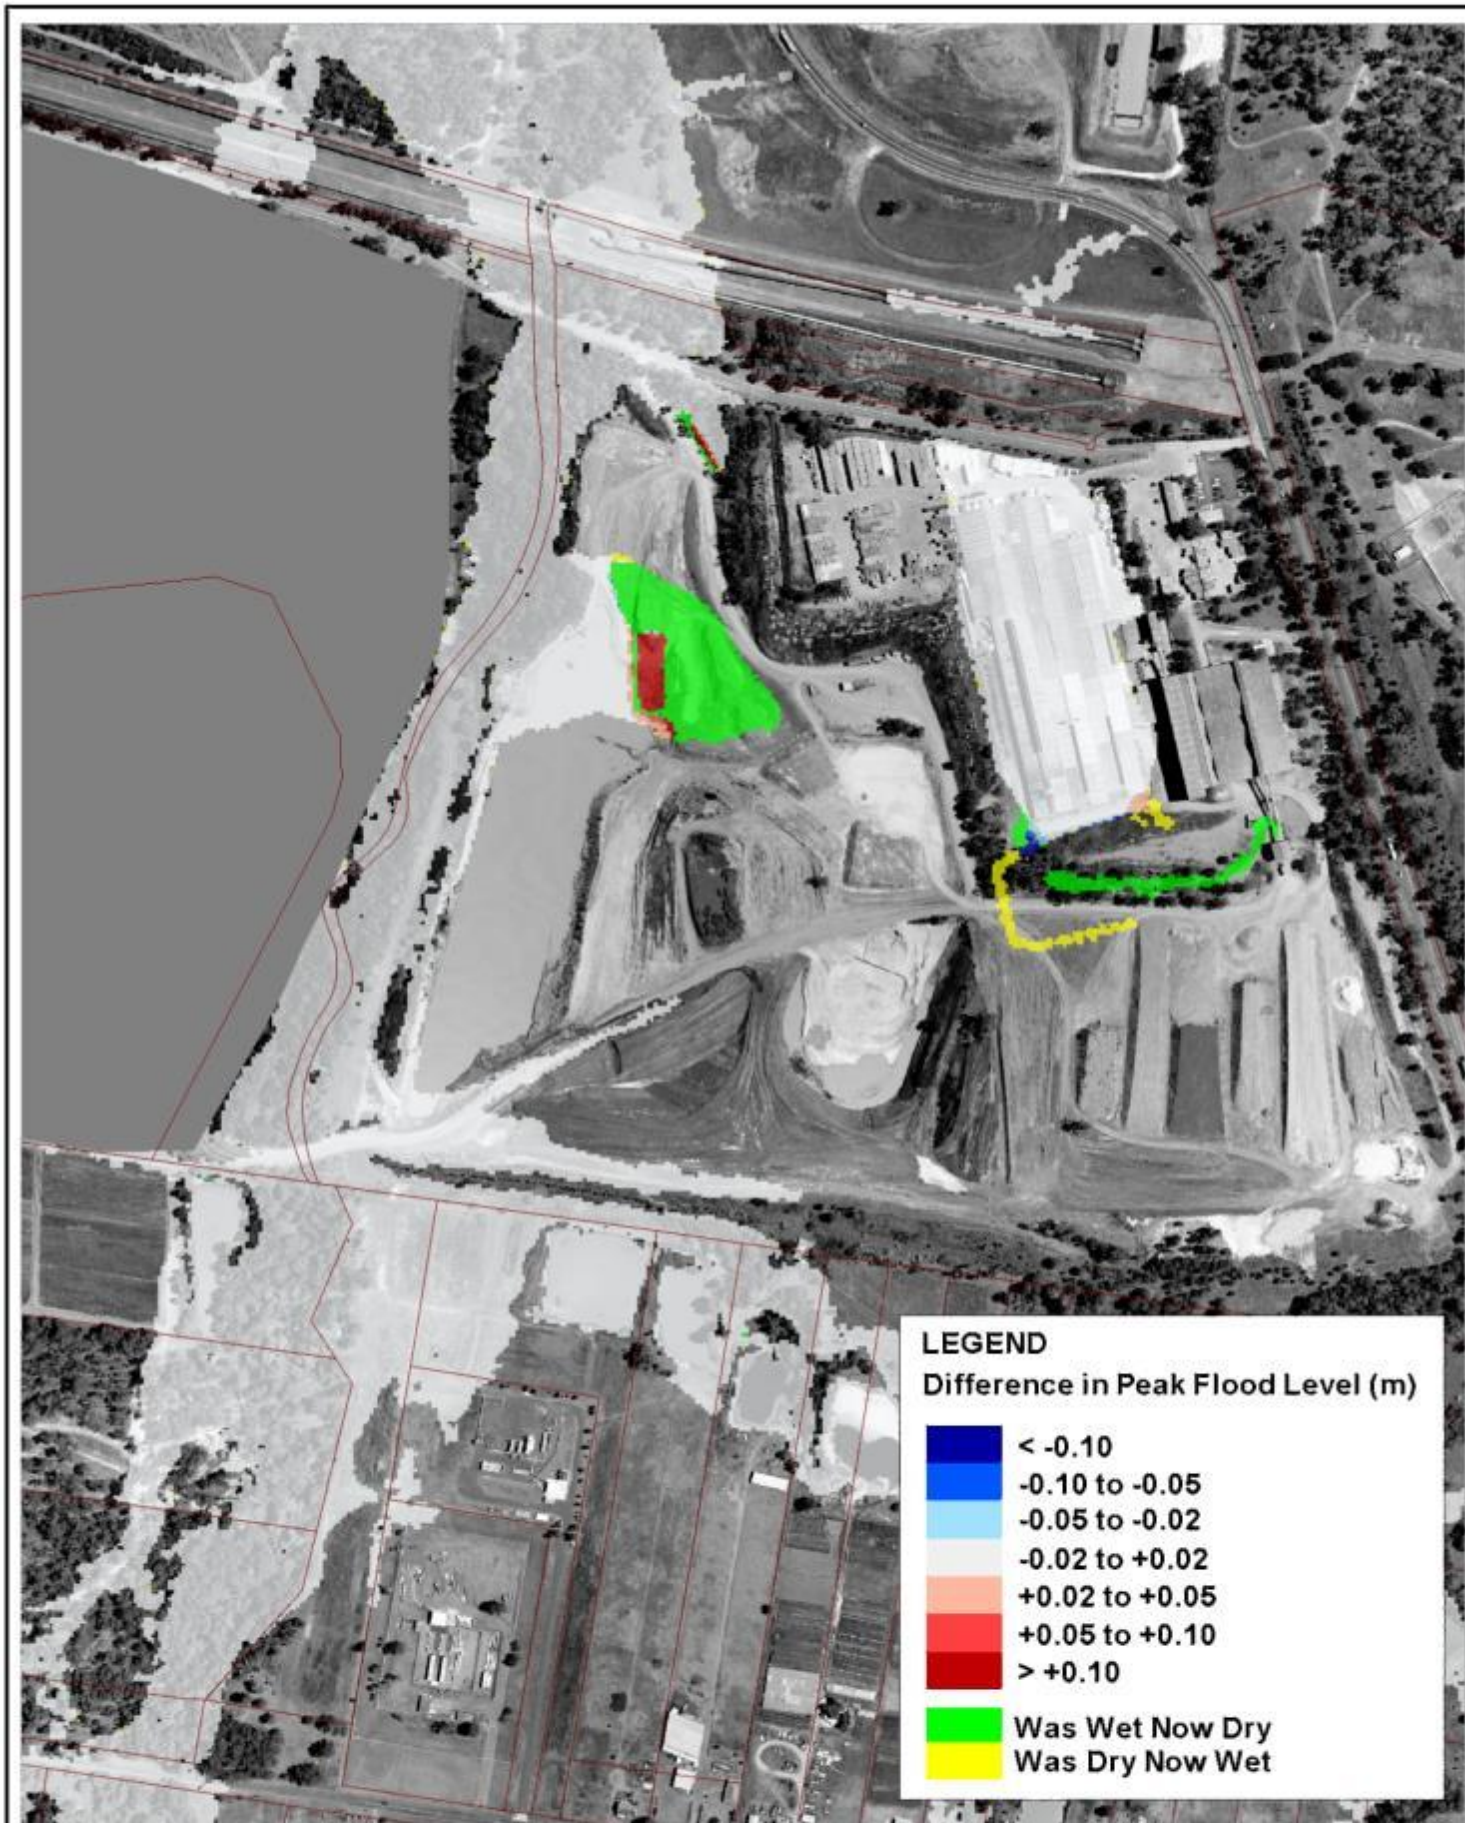 LEGEND
Difference in Peak Flood Level (m)
< -0.10
-0.10 to -0.05
-0.05 to -0.02
-0.02 to +0.02
+0.02 to +0.05
+0.05 to +0.10
> +0.10
Was Wet Now Dry
Was Dry Now Wet